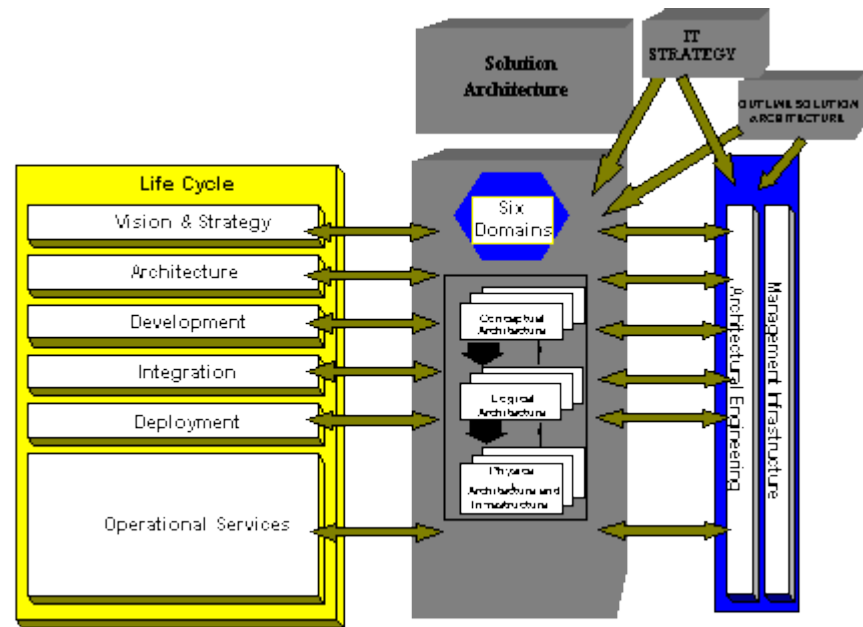 IT
STRATEGY
Solution
Architecture
OUTLINE SOLUTION
ARCHITECTURE
Life Cycle
Vision & Strategy
Architecture
Development
Integration
Deployment
Operational Services
Six
Domains
Conceptual
Architecture
Logical
Architecture
Physical
Architecture and
Infrastructure
Architectural Engineering
Management Infrastructure